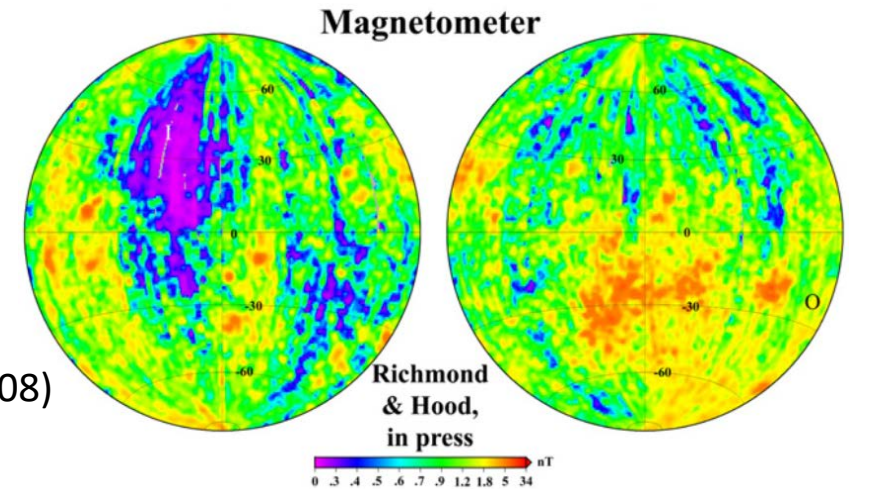 Magnetometer
60
30
0
-30
-60
60
30
0
-30
-60
O
08)
Richmond
& Hood,
in press
nT
0 .3 .4 .5 .6 .7 .9 1.2 1.8 5 34